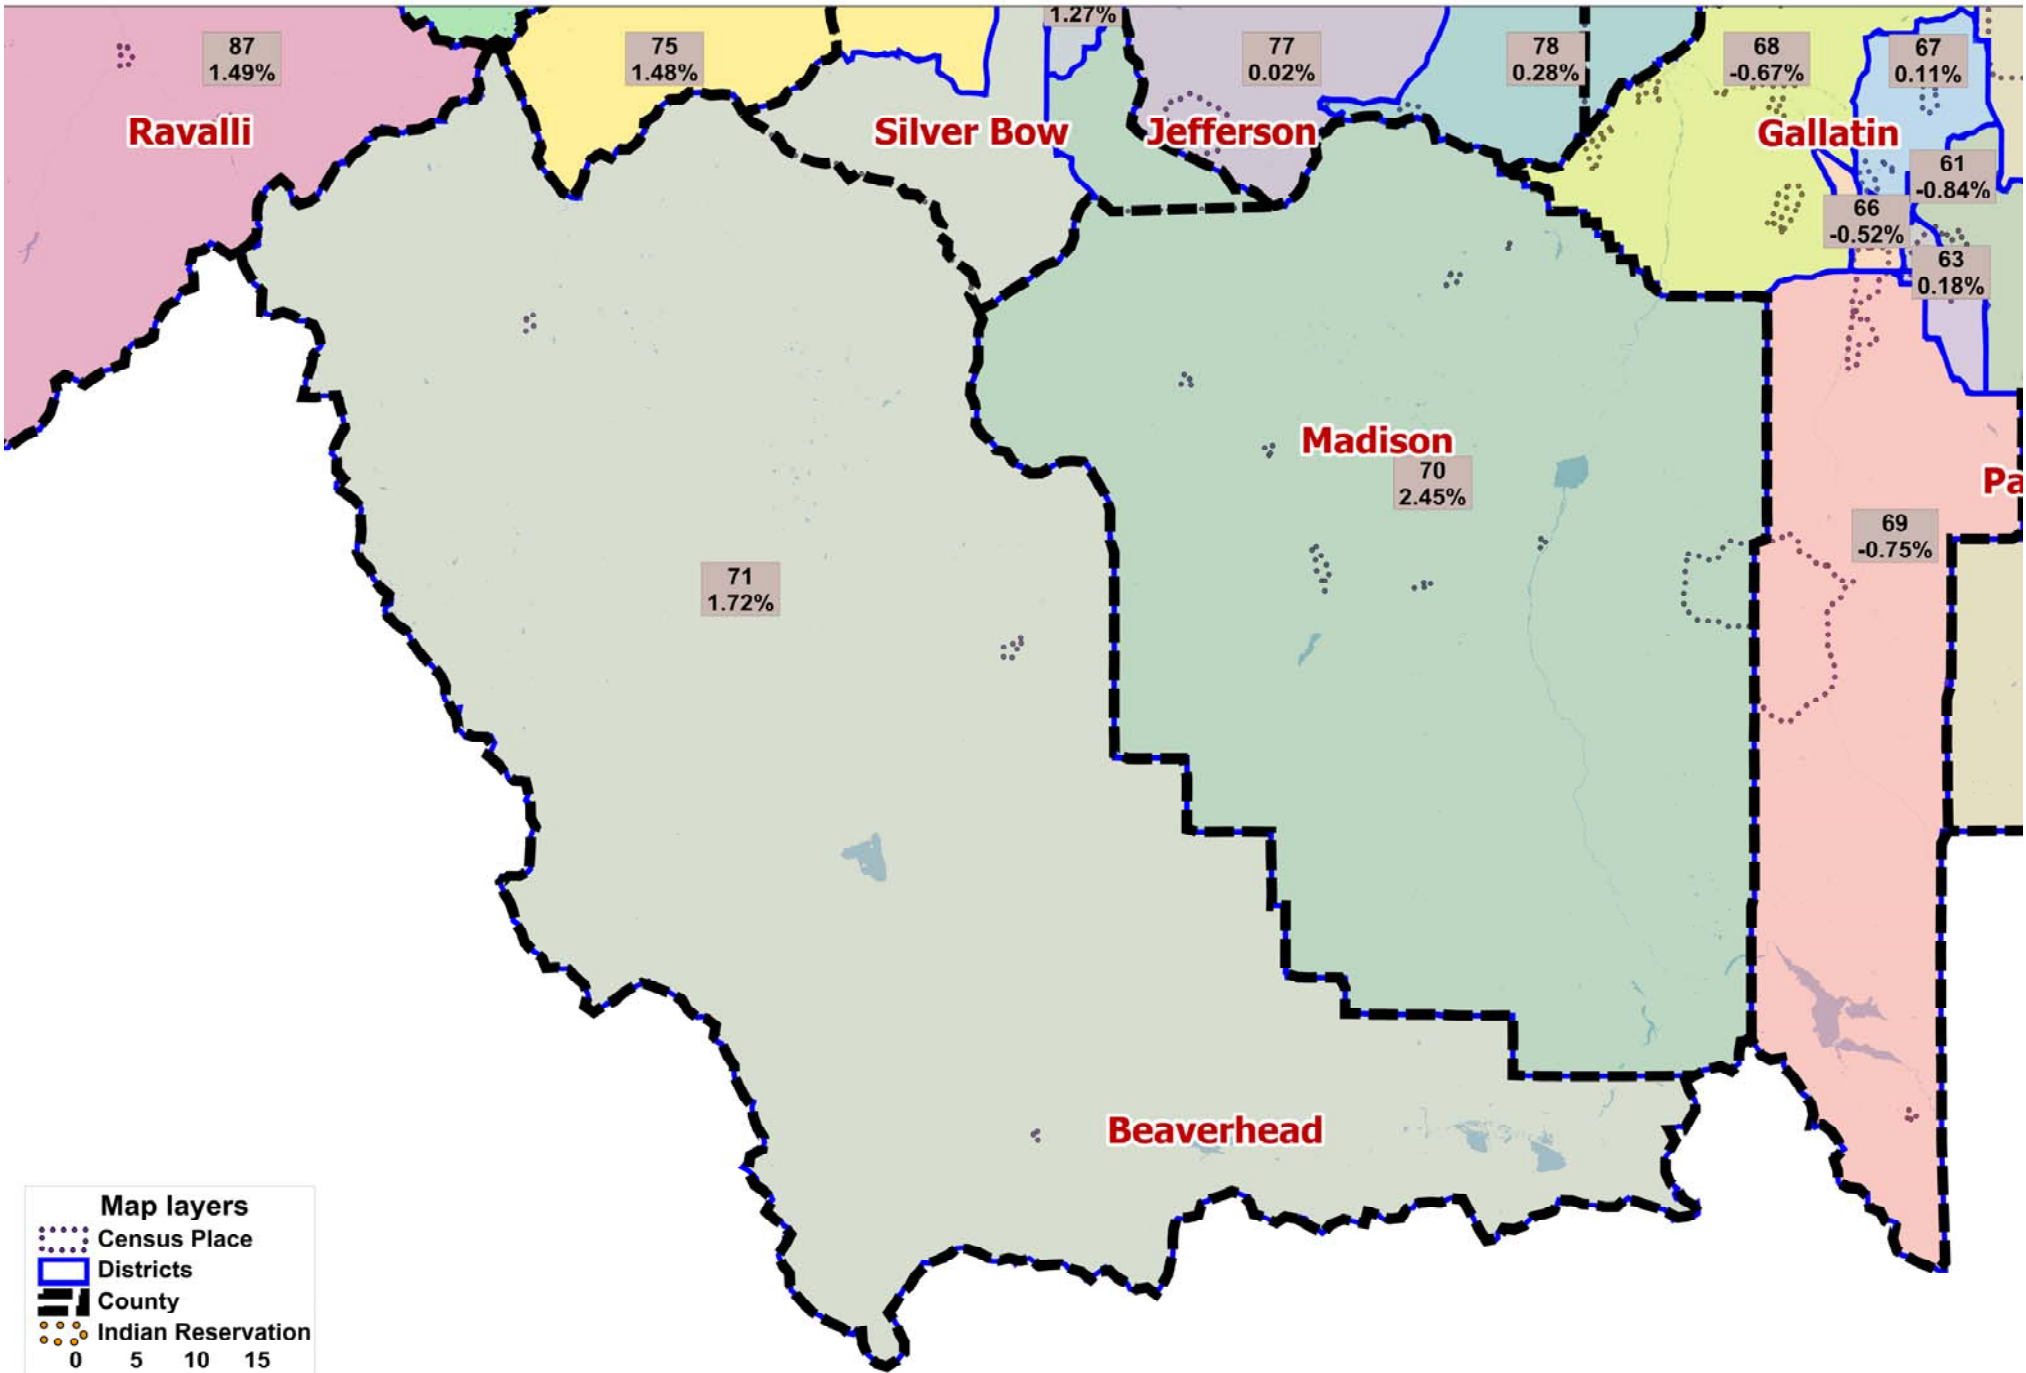 1.27%
87
1.49%
75
1.48%
77
0.02%
78
0.28%
68
-0.67%
67
0.11%
Ravalli
Silver Bow
Jefferson
Gallatin
61
-0.84%
66
-0.52%
63
0.18%
Madison
70
2.45%
Pa
69
-0.75%
71
1.72%
Beaverhead
Map layers
Census Place
Districts
County
Indian Reservation
0 5 10 15